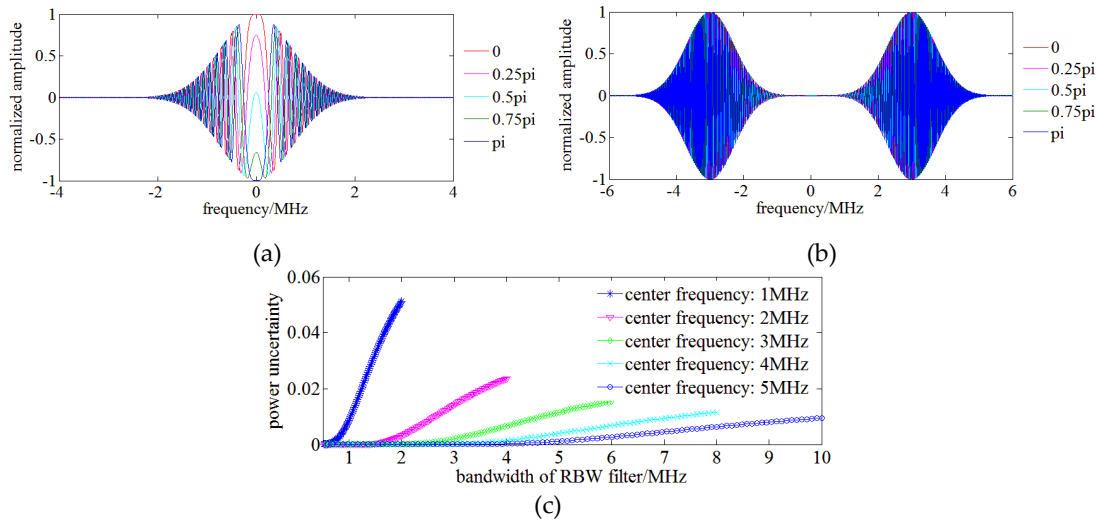 normalized amplitude
1
0.5
0
-0.5
-1
-4
-2
0
2
4
frequency/MHz
0
0.25pi
0.5pi
0.75pi
pi
(a)
normalized amplitude
1
0.5
0
-0.5
-1
-6
-4
-2
0
2
4
6
frequency/MHz
0
0.25pi
0.5pi
0.75pi
pi
(b)
power uncertainty
0.06
0.04
0.02
0
1
2
3
4
5
6
7
8
9
10
bandwidth of RBW filter/MHz
center frequency: 1MHz
center frequency: 2MHz
center frequency: 3MHz
center frequency: 4MHz
center frequency: 5MHz
(c)